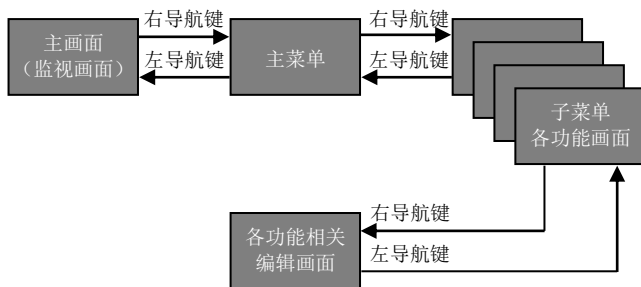 右导航键
右导航键
主画面
（监视画面）
主菜单
左导航键
左导航键
子菜单
各功能画面
右导航键
各功能相关
编辑画面
左导航键